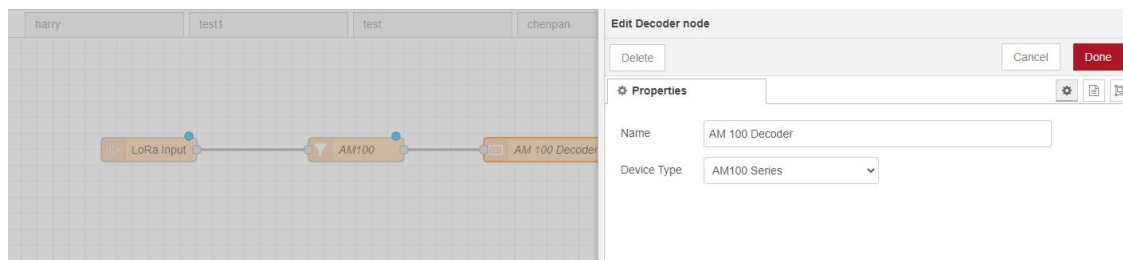 harry
test1
test
chenpan
LoRa Input
AM100
AM 100 Decoder
Edit Decoder node
Delete
Cancel
Done
Properties
Name
AM 100 Decoder
Device Type
AM100 Series